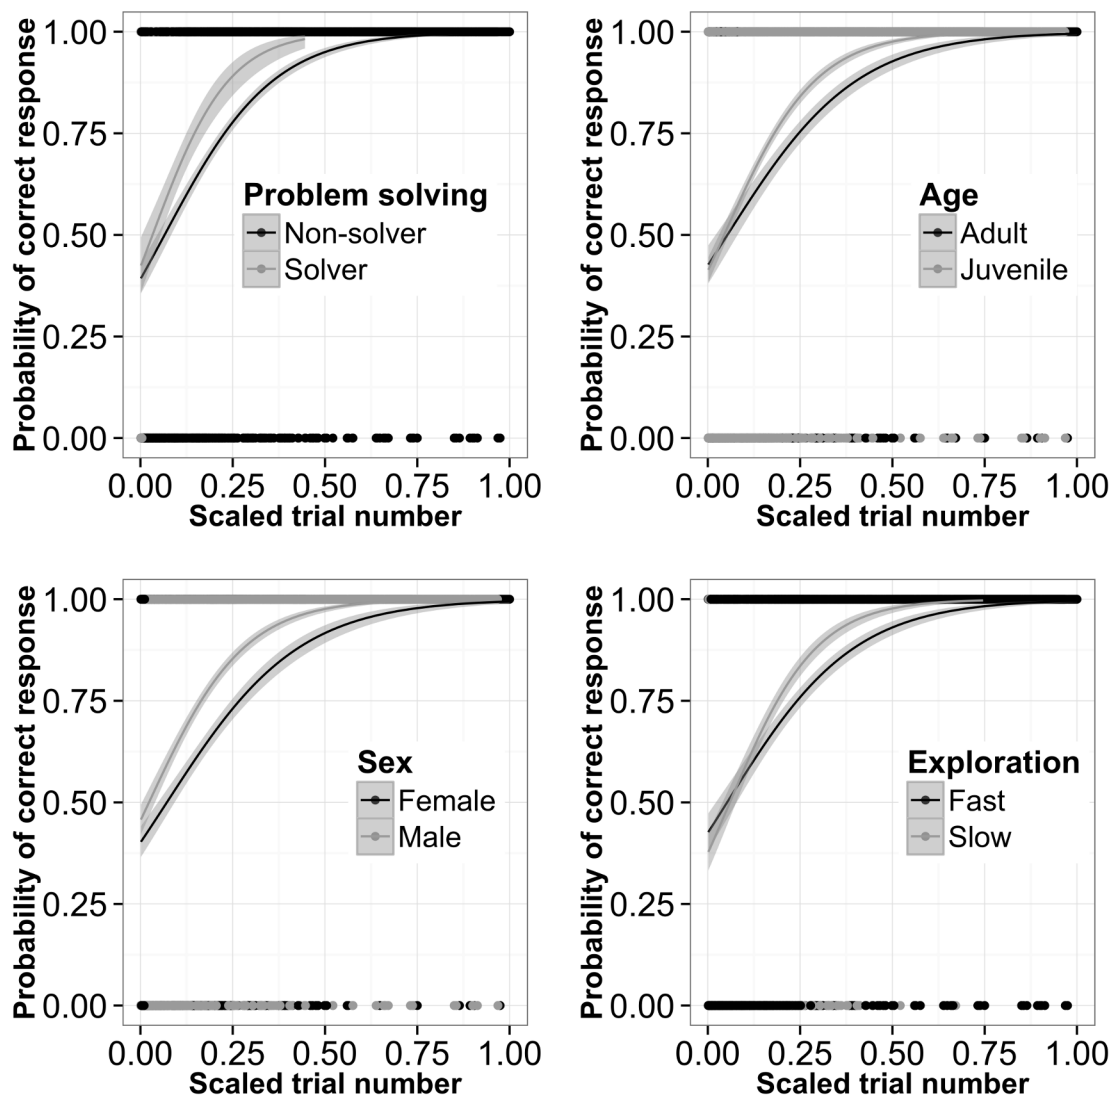 Probability of correct response
1.00
0.75
0.50
0.25
0.00
Problem solving
Non-solver
Solver
0.00 0.25 0.50 0.75 1.00
Scaled trial number
Probability of correct response
1.00
0.75
0.50
0.25
0.00
Age
Adult
Juvenile
0.00 0.25 0.50 0.75 1.00
Scaled trial number
Probability of correct response
1.00
0.75
0.50
0.25
0.00
Sex
Female
Male
0.00 0.25 0.50 0.75 1.00
Scaled trial number
Probability of correct response
1.00
0.75
0.50
0.25
0.00
Exploration
Fast
Slow
0.00 0.25 0.50 0.75 1.00
Scaled trial number